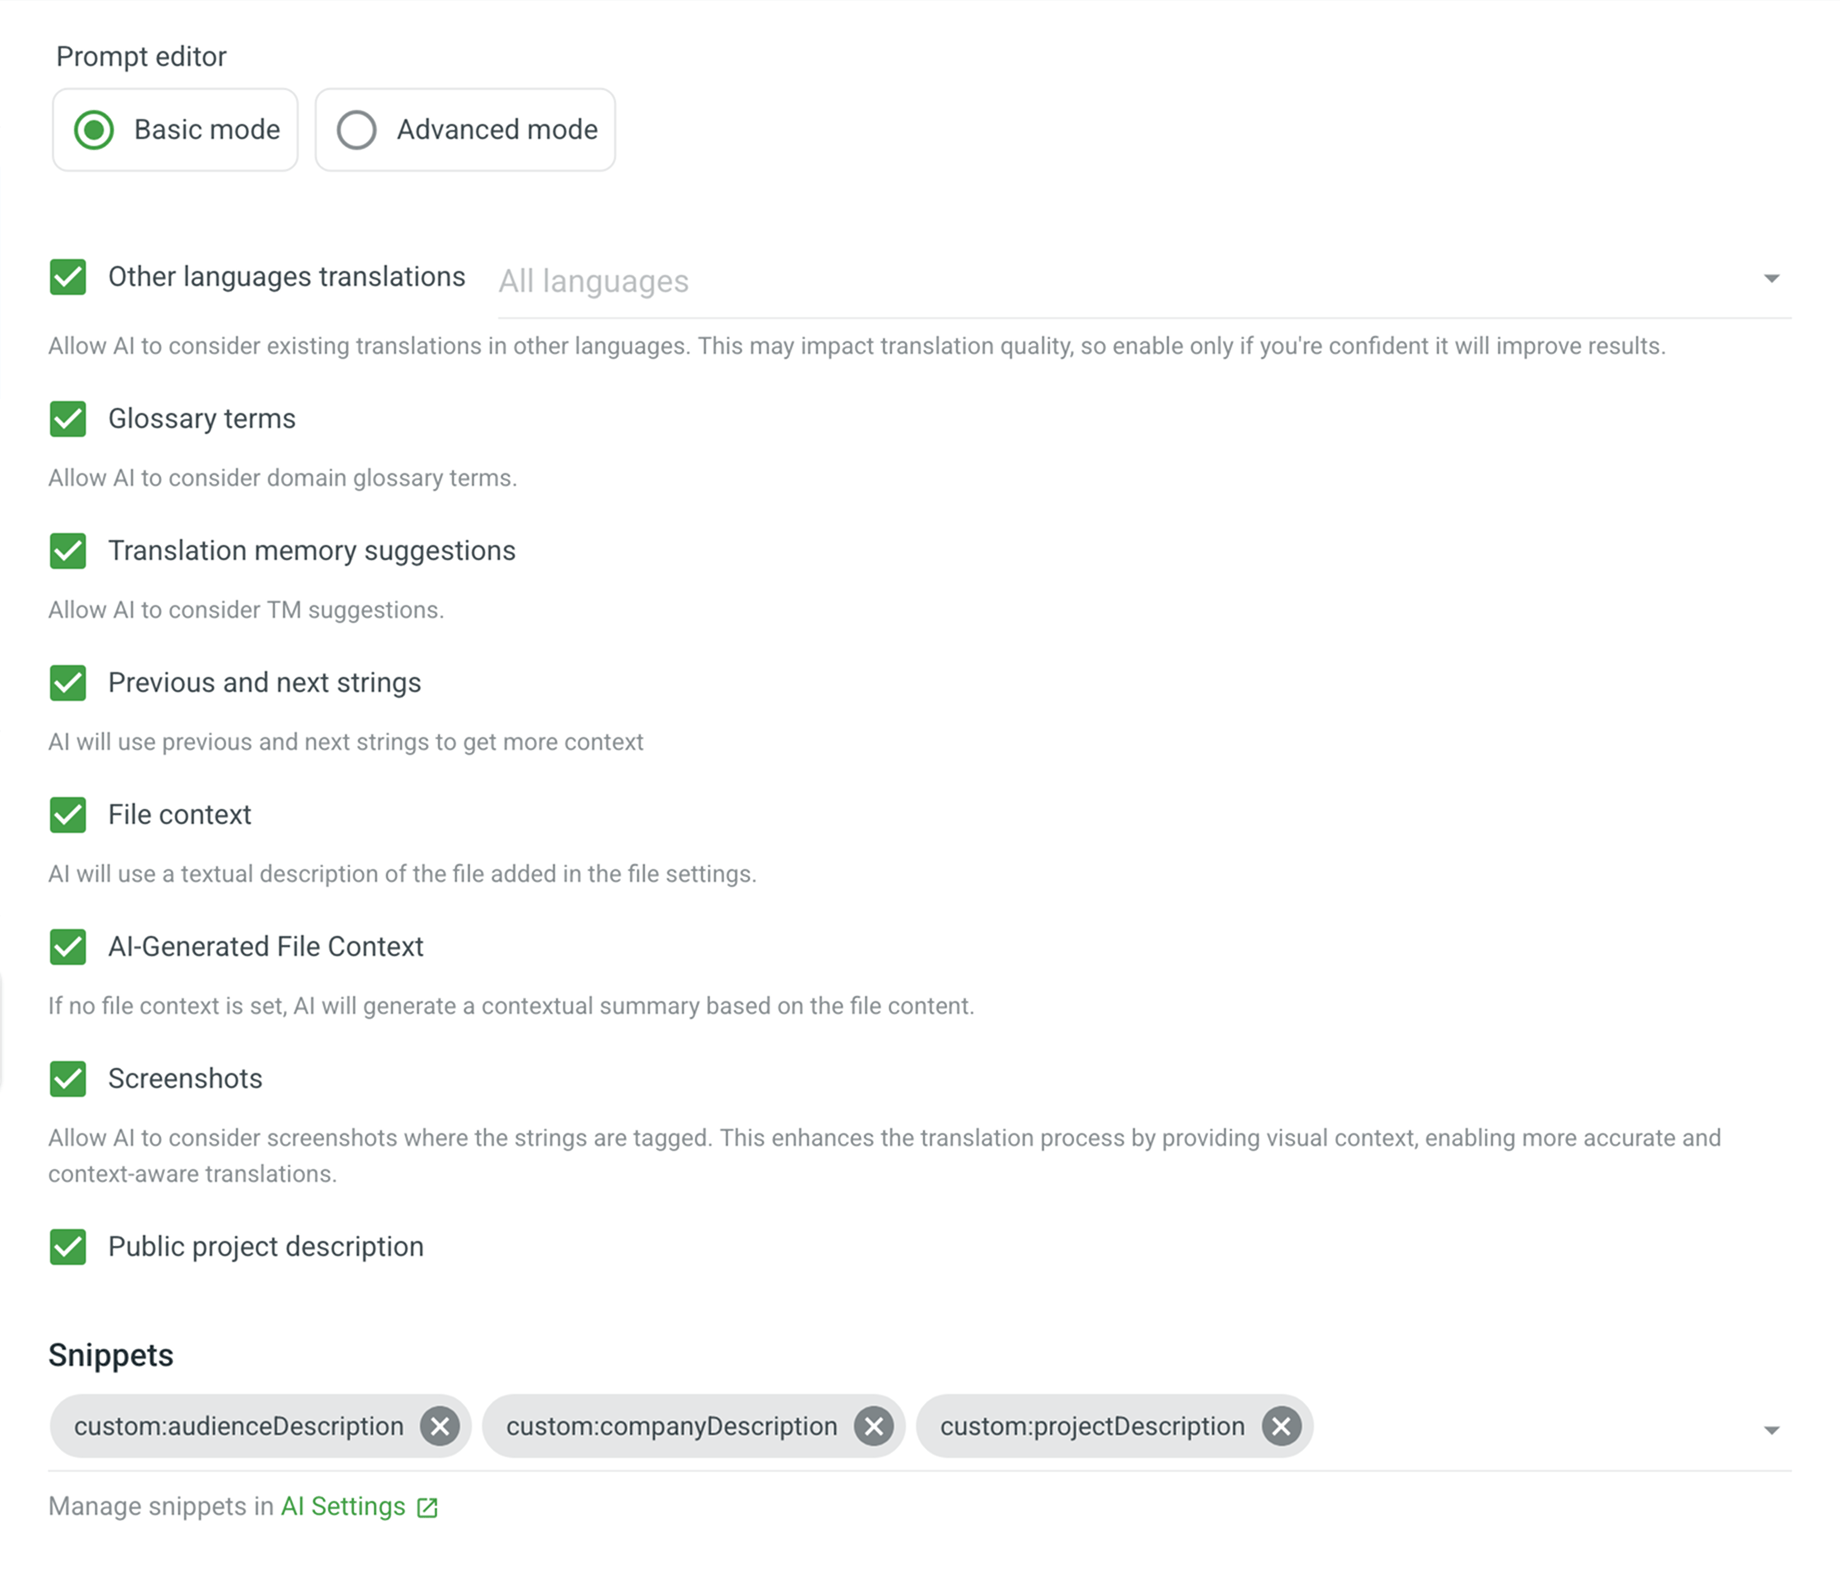 Prompt editor
Basic mode
Advanced mode
Other languages translations
All languages
Allow AI to consider existing translations in other languages. This may impact translation quality, so enable only if you're confident it will improve results.
Glossary terms
Allow AI to consider domain glossary terms.
Translation memory suggestions
Allow AI to consider TM suggestions.
Previous and next strings
AI will use previous and next strings to get more context
File context
AI will use a textual description of the file added in the file settings.
AI-Generated File Context
If no file context is set, AI will generate a contextual summary based on the file content.
Screenshots
Allow AI to consider screenshots where the strings are tagged. This enhances the translation process by providing visual context, enabling more accurate and
context-aware translations.
Public project description
Snippets
custom:audienceDescription
custom:companyDescription
custom:projectDescription
Manage snippets in AI Settings